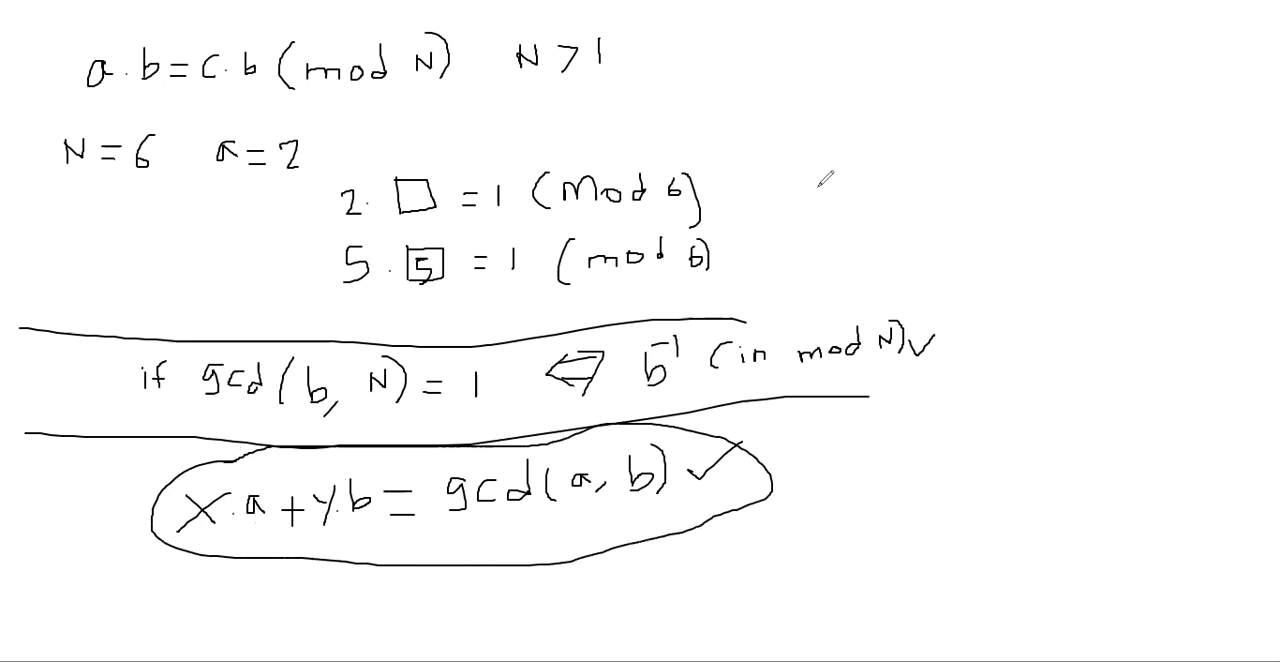 a.b=c.b (mod N) N > 1
N = 6 a = 2
2. □ = 1 (Mod 6)
5 . 5 = 1 (mod 6)
if gcd(b, N) = 1 ⇔ b⁻¹ (in mod N) ✓
X.a + Y.b = gcd(a, b) ✓